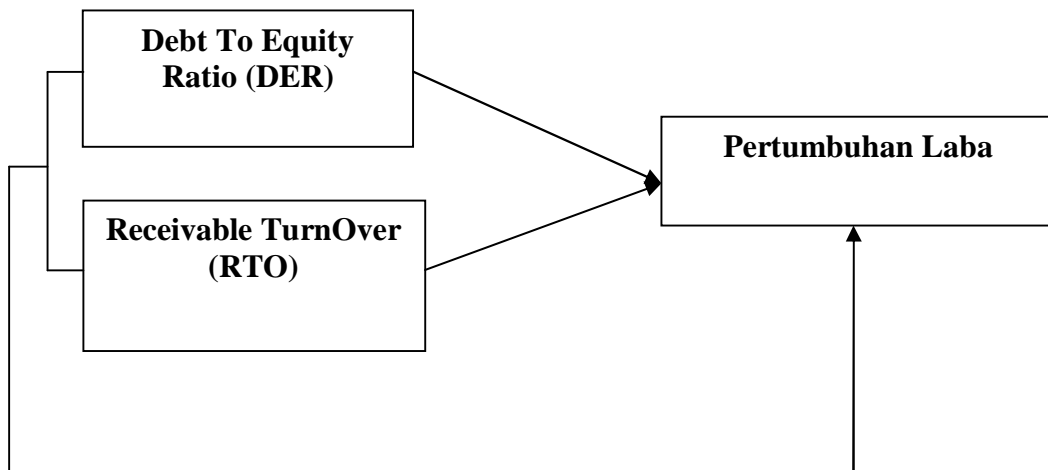 Debt To Equity
Ratio (DER)
Pertumbuhan Laba
Receivable TurnOver
(RTO)